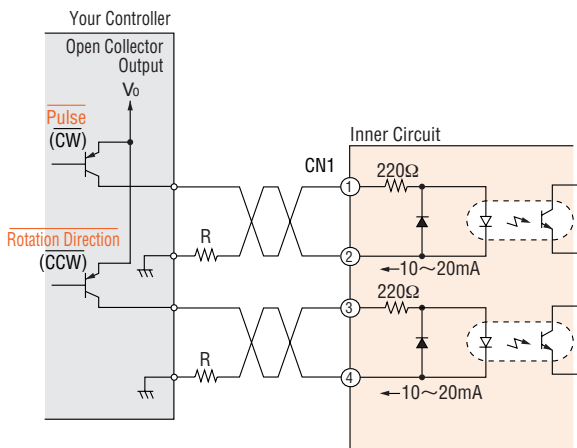 Your Controller
Open Collector
Output
V₀
Pulse
(CW)
Rotation Direction
(CCW)
R
R
CN1
Inner Circuit
1
220Ω
2
←10~20mA
3
220Ω
4
←10~20mA